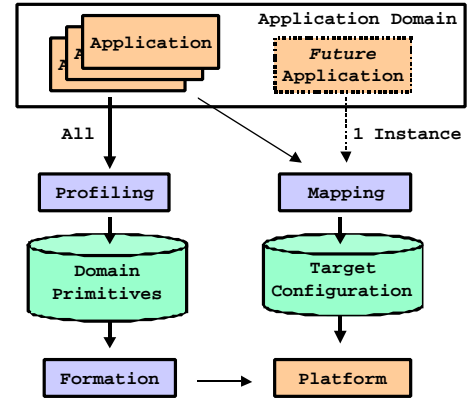 Application Domain
Application
A
A
Future
Application
All
1 Instance
Profiling
Mapping
Domain
Primitives
Target
Configuration
Formation
Platform